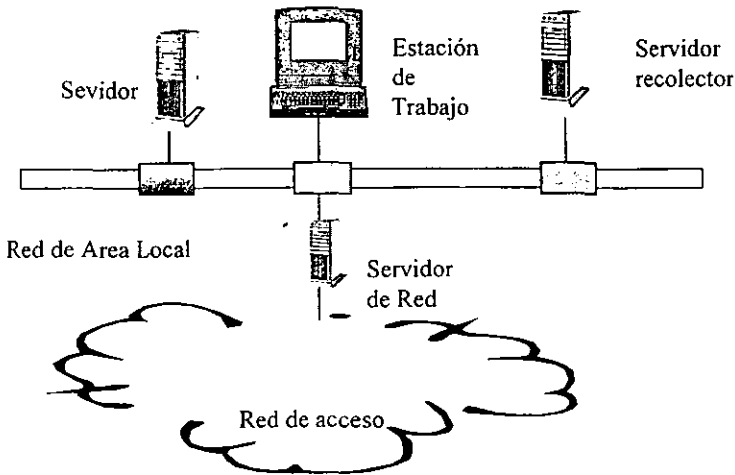 Sevidor
Estación
de
Trabajo
Servidor
recolector
Red de Area Local
Servidor
de Red
Red de acceso